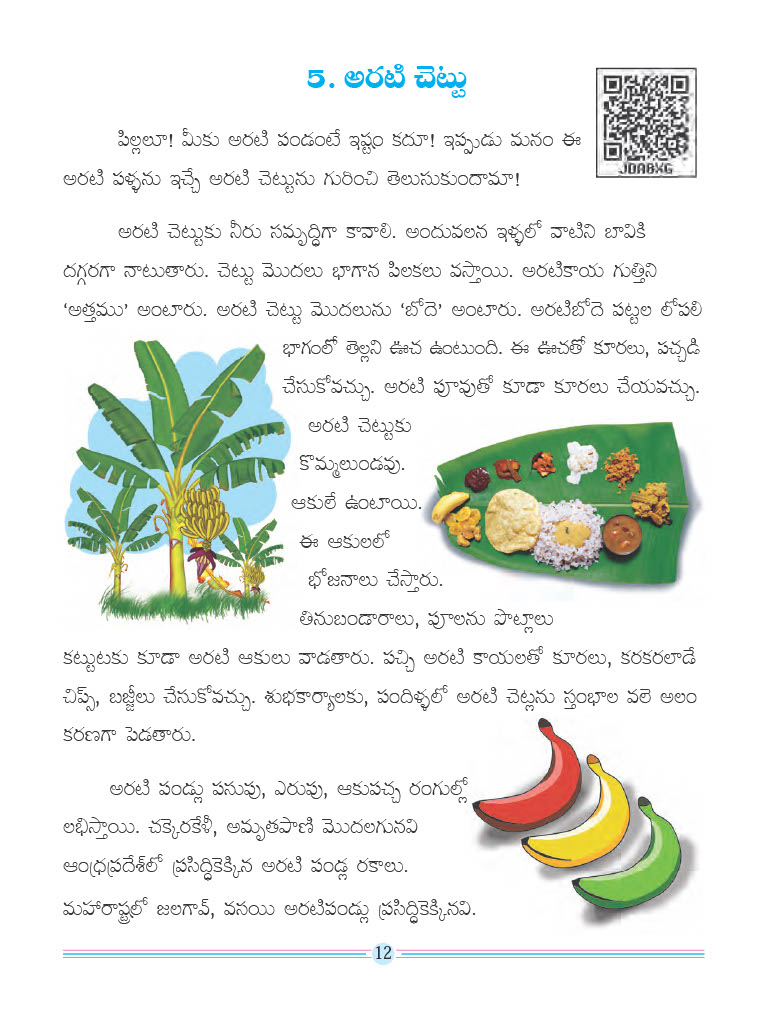 5. అరటి చెట్టు
JDA8XG
పిల్లలూ! మీకు అరటి పండంటే ఇష్టం కదూ! ఇప్పుడు మనం ఈ
అరటి పళ్ళను ఇచ్చే అరటి చెట్టును గురించి తెలుసుకుందామా!
అరటి చెట్టుకు నీరు సమృద్ధిగా కావాలి. అందువలన ఇళ్ళలో వాటిని బావికి
దగ్గరగా నాటుతారు. చెట్టు మొదలు భాగాన పిలకలు వస్తాయి. అరటికాయ గుత్తిని
‘అత్తము’ అంటారు. అరటి చెట్టు మొదలును ‘బోదె’ అంటారు. అరటిబోదె పట్టల లోపలి
భాగంలో తెల్లని ఊచ ఉంటుంది. ఈ ఊచతో కూరలు, పచ్చడి
చేసుకోవచ్చు. అరటి పూవుతో కూడా కూరలు చేయవచ్చు.
అరటి చెట్టుకు
కొమ్మలుండవు.
ఆకులే ఉంటాయి.
ఈ ఆకులలో
భోజనాలు చేస్తారు.
తినుబండారాలు, పూలను పొట్లాలు
కట్టుటకు కూడా అరటి ఆకులు వాడతారు. పచ్చి అరటి కాయలతో కూరలు, కరకరలాడే
చిప్స్, బజ్జీలు చేసుకోవచ్చు. శుభకార్యాలకు, పందిళ్ళలో అరటి చెట్లను స్తంభాల వలె అలం
కరణగా పెడతారు.
అరటి పండ్లు పసువు, ఎరువు, ఆకుపచ్చ రంగుల్లో
లభిస్తాయి. చక్కెరకేళీ, అమృతపాణి మొదలగునవి
ఆంధ్రప్రదేశ్‌లో ప్రసిద్ధికెక్కిన అరటి పండ్ల రకాలు.
మహారాష్ట్రలో జలగావ్, వసయి అరటిపండ్లు ప్రసిద్ధికెక్కినవి.
12